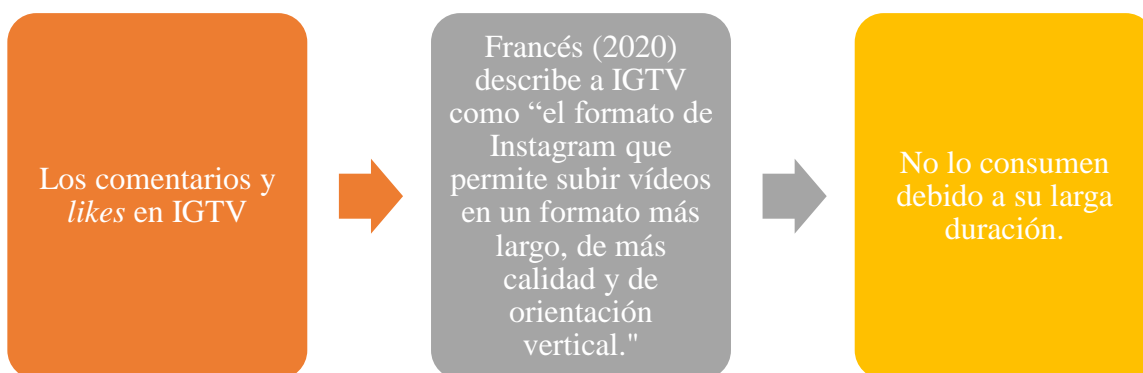 Los comentarios y
likes en IGTV
Francés (2020)
describe a IGTV
como “el formato de
Instagram que
permite subir vídeos
en un formato más
largo, de más
calidad y de
orientación
vertical."
No lo consumen
debido a su larga
duración.